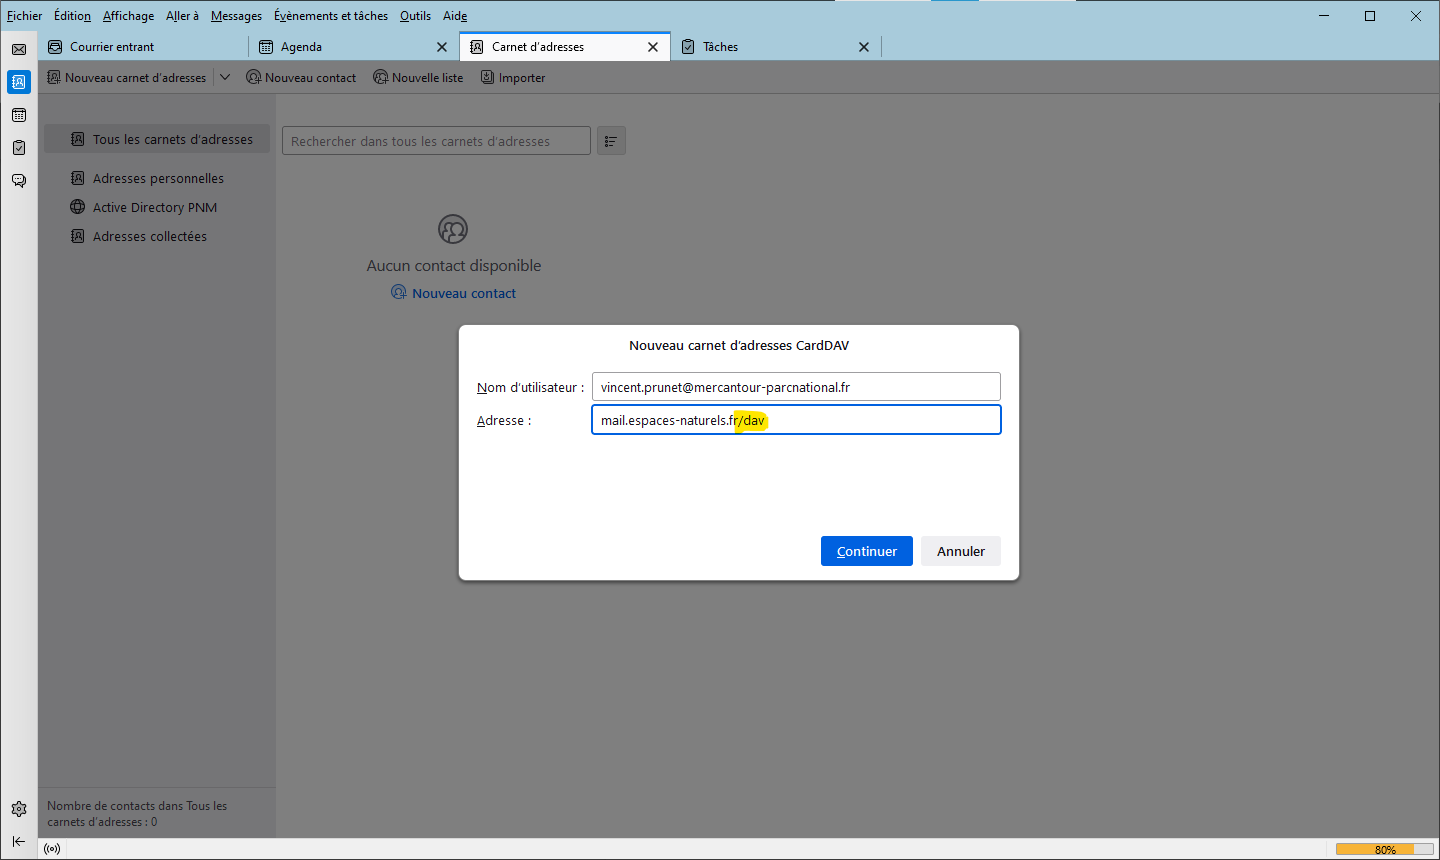 Fichier Édition Affichage Aller à Messages Évènements et tâches Outils Aide
Courrier entrant Agenda Carnet d'adresses Tâches
Nouveau carnet d'adresses Nouveau contact Nouvelle liste Importer
Tous les carnets d'adresses
Rechercher dans tous les carnets d'adresses
Adresses personnelles
Active Directory PNM
Adresses collectées
Aucun contact disponible
Nouveau contact
Nouveau carnet d'adresses CardDAV
Nom d'utilisateur : vincent.prunet@mercantour-parcnational.fr
Adresse : mail.espaces-naturels.fr/dav
Continuer Annuler
Nombre de contacts dans Tous les
carnets d'adresses : 0
80%